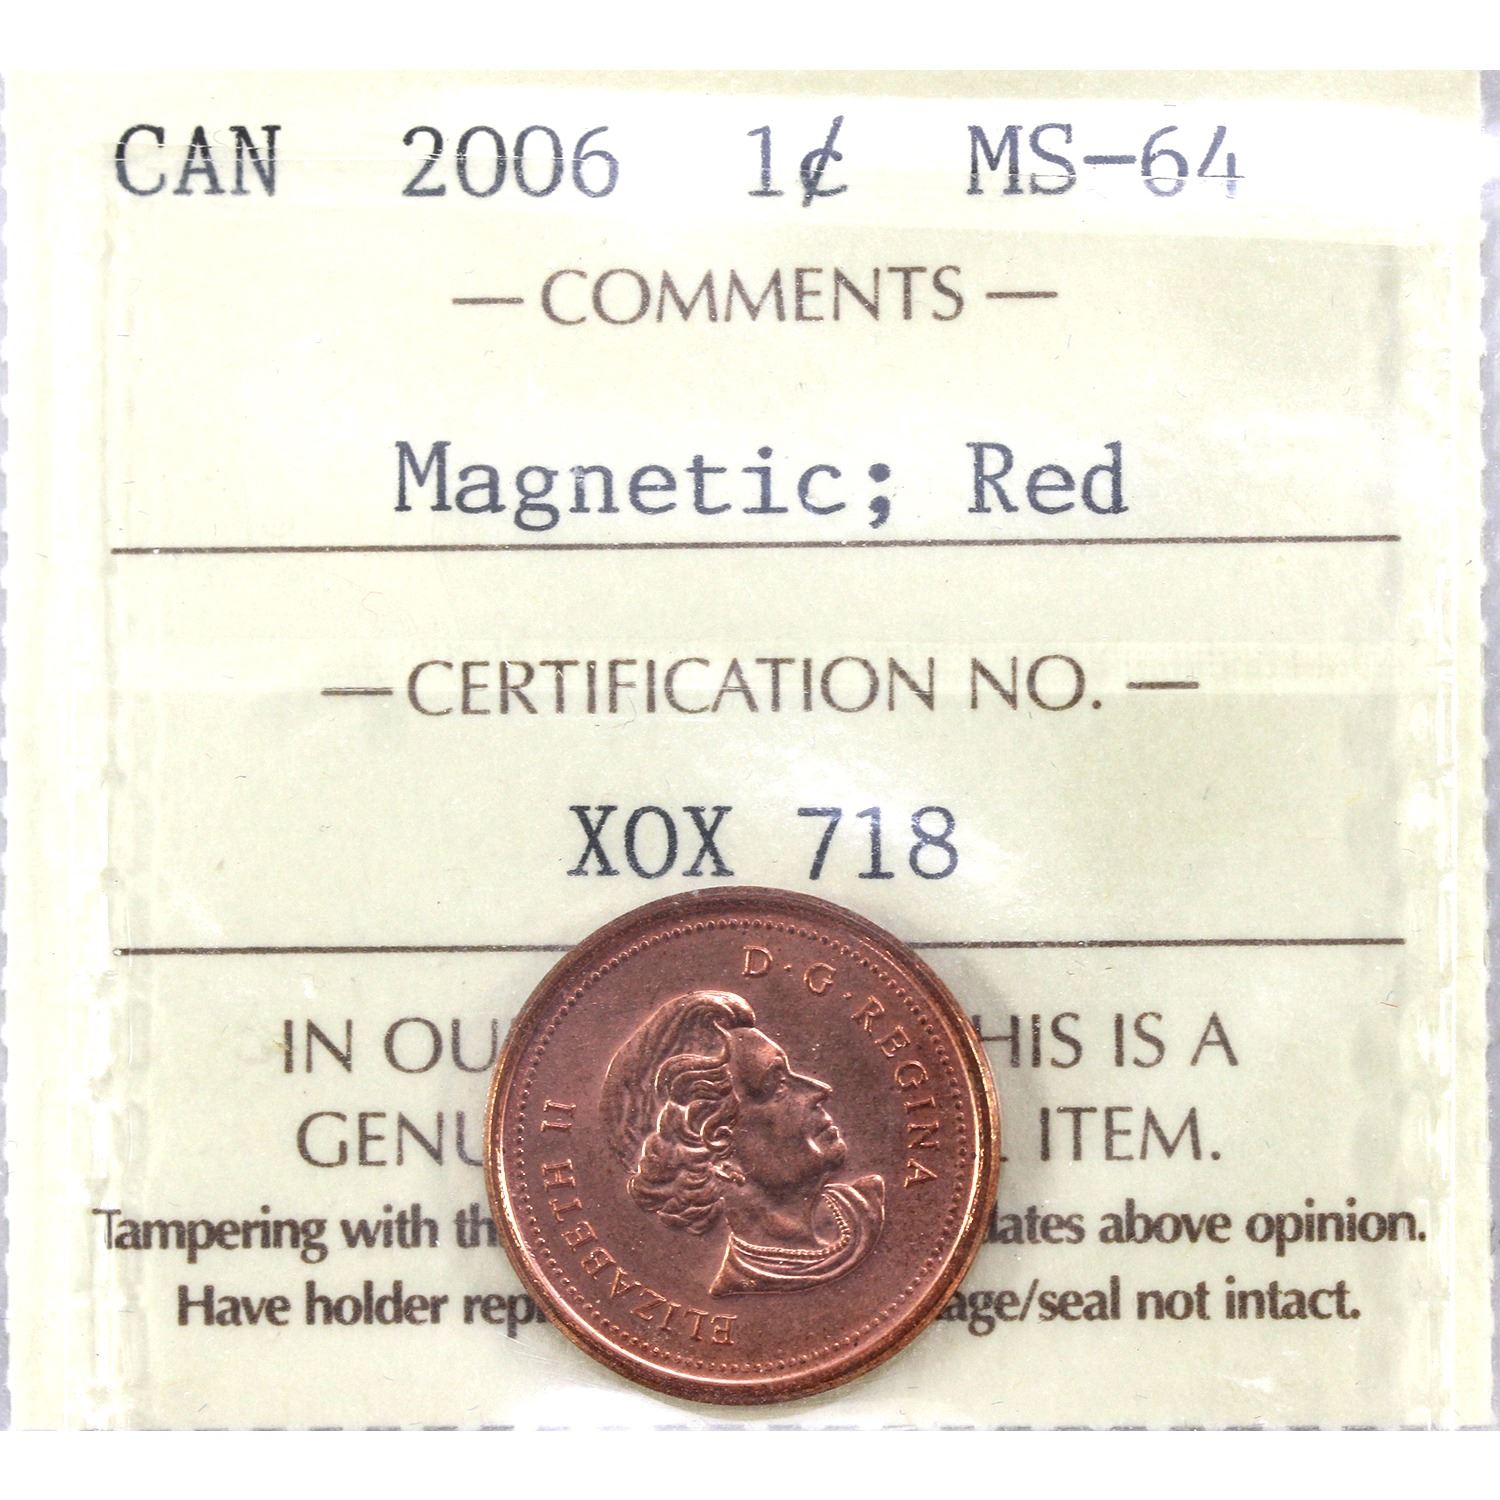 CAN 2006 1¢ MS-64
— COMMENTS —
Magnetic; Red
— CERTIFICATION NO. —
XOX 718
IN OU HIS IS A
GENU ITEM.
Tampering with th lates above opinion.
Have holder repl age/seal not intact.
ELIZABETH II D·G·REGINA